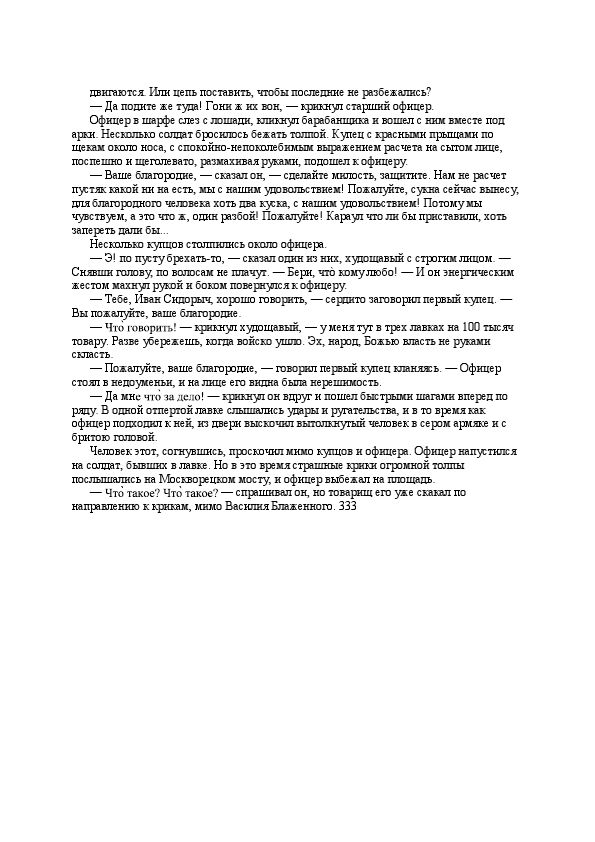 двигаются. Или цепь поставить, чтобы последние не разбежались?
— Да подите же туда! Гони ж их вон, — крикнул старший офицер.
Офицер в шарфе слез с лошади, кликнул барабанщика и вошел с ним вместе под
арки. Несколько солдат бросилось бежать толпой. Купец с красными прыщами по
щекам около носа, с спокойно-непоколебимым выражением расчета на сытом лице,
поспешно и щеголевато, размахивая руками, подошел к офицеру.
— Ваше благородие, — сказал он, — сделайте милость, защитите. Нам не расчет
пустяк какой ни на есть, мы с нашим удовольствием! Пожалуйте, сукна сейчас вынесу,
для благородного человека хоть два куска, с нашим удовольствием! Потому мы
чувствуем, а это что ж, один разбой! Пожалуйте! Караул что ли бы приставили, хоть
запереть дали бы...
Несколько купцов столпились около офицера.
— Э! по пусту брехать-то, — сказал один из них, худощавый с строгим лицом. —
Снявши голову, по волосам не плачут. — Бери, что̀ кому любо! — И он энергическим
жестом махнул рукой и боком повернулся к офицеру.
— Тебе, Иван Сидорыч, хорошо говорить, — сердито заговорил первый купец. —
Вы пожалуйте, ваше благородие.
— Что̀ говорить! — крикнул худощавый, — у меня тут в трех лавках на 100 тысяч
товару. Разве убережешь, когда войско ушло. Эх, народ, Божью власть не руками
скласть.
— Пожалуйте, ваше благородие, — говорил первый купец кланяясь. — Офицер
стоял в недоуменьи, и на лице его видна была нерешимость.
— Да мне что̀ за дело! — крикнул он вдруг и пошел быстрыми шагами вперед по
ряду. В одной отпертой лавке слышались удары и ругательства, и в то время как
офицер подходил к ней, из двери выскочил вытолкнутый человек в сером армяке и с
бритою головой.
Человек этот, согнувшись, проскочил мимо купцов и офицера. Офицер напустился
на солдат, бывших в лавке. Но в это время страшные крики огромной толпы
послышались на Москворецком мосту, и офицер выбежал на площадь.
— Что̀ такое? Что̀ такое? — спрашивал он, но товарищ его уже скакал по
направлению к крикам, мимо Василия Блаженного. 333